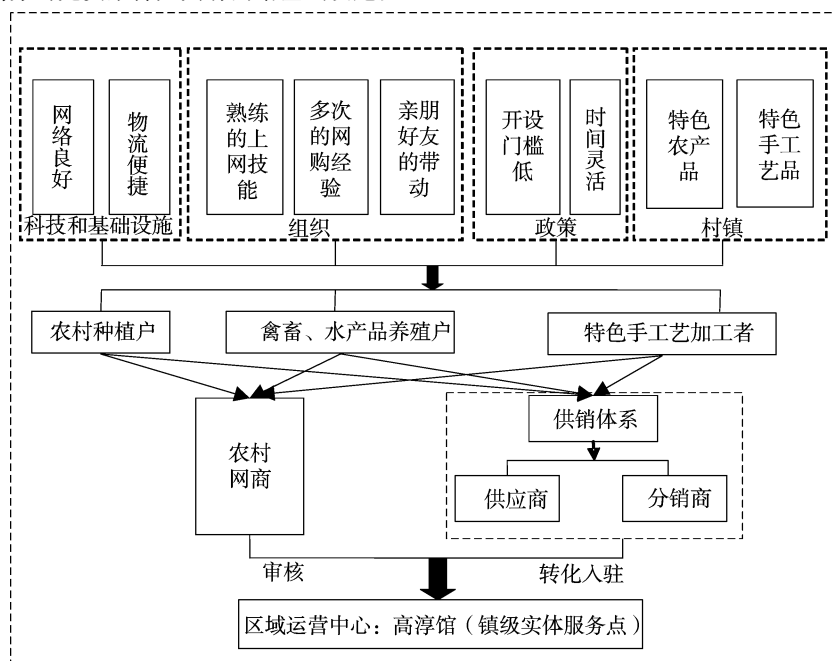 网络良好
物流便捷
熟练
的上
网技
能
多次
的网
购经
验
亲朋
好友
的带
动
开设
门槛
低
时间灵活
特色
农产
品
特色
手工
艺品
科技和基础设施
组织
政策
村镇
农村种植户
禽畜、水产品养殖户
特色手工艺加工者
农村
网商
供销体系
供应商
分销商
审核
转化入驻
区域运营中心：高淳馆（镇级实体服务点）